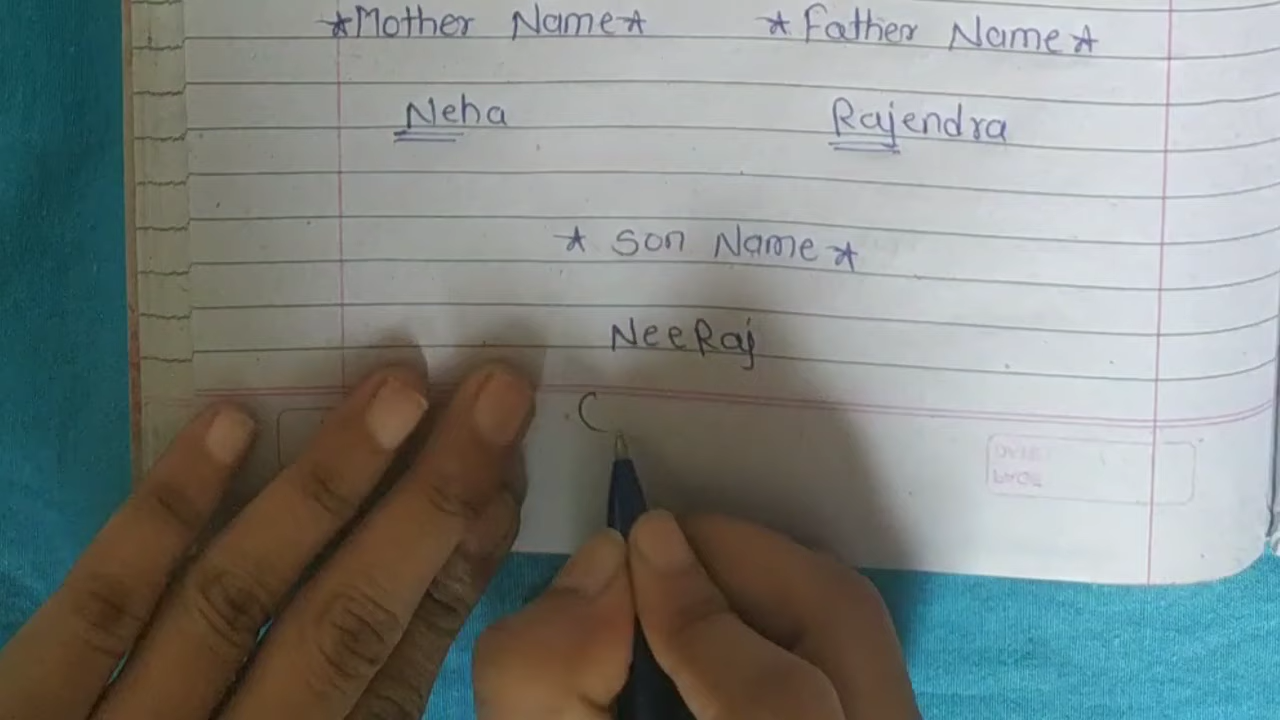 *Mother Name* * Father Name*
Neha Rajendra
* Son Name *
NeeRaj
(